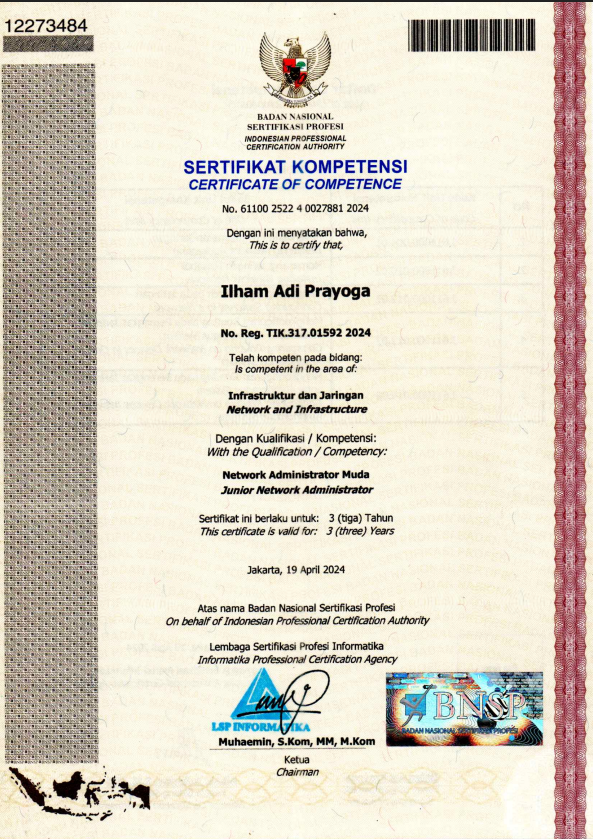 12273484
BADAN NASIONAL
SERTIFIKASI PROFESI
INDONESIAN PROFESSIONAL
CERTIFICATION AUTHORITY
SERTIFIKAT KOMPETENSI
CERTIFICATE OF COMPETENCE
No. 61100 2522 4 0027881 2024
Dengan ini menyatakan bahwa,
This is to certify that,
Ilham Adi Prayoga
No. Reg. TIK.317.01592 2024
Telah kompeten pada bidang:
Is competent in the area of:
Infrastruktur dan Jaringan
Network and Infrastructure
Dengan Kualifikasi / Kompetensi:
With the Qualification / Competency:
Network Administrator Muda
Junior Network Administrator
Sertifikat ini berlaku untuk: 3 (tiga) Tahun
This certificate is valid for: 3 (three) Years
Jakarta, 19 April 2024
Atas nama Badan Nasional Sertifikasi Profesi
On behalf of Indonesian Professional Certification Authority
Lembaga Sertifikasi Profesi Informatika
Informatika Professional Certification Agency
LSP INFORMATIKA
BNSP
BADAN NASIONAL SERTIFIKASI PROFESI
Muhaemin, S.Kom, MM, M.Kom
Ketua
Chairman